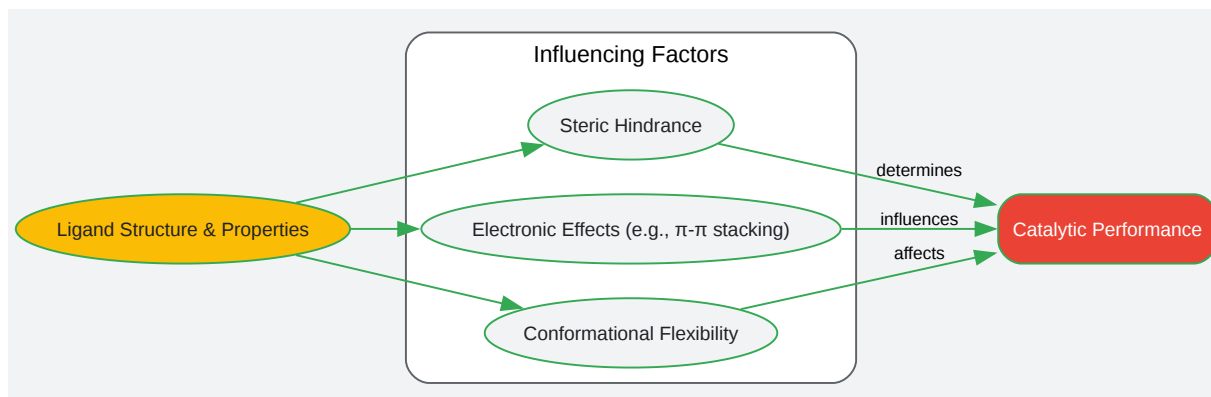 Influencing Factors
Steric Hindrance
determines
Ligand Structure & Properties
Electronic Effects (e.g., π-π stacking)
influences
Catalytic Performance
affects
Conformational Flexibility